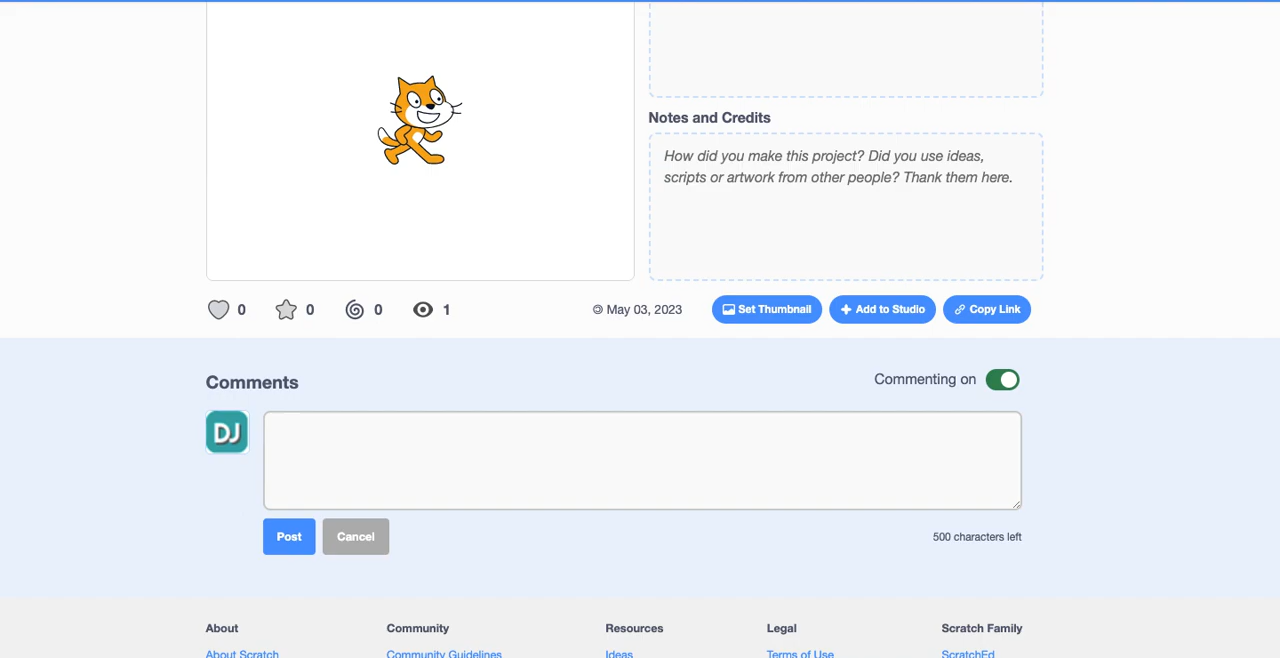 Notes and Credits
How did you make this project? Did you use ideas,
scripts or artwork from other people? Thank them here.
0 0 0 1
© May 03, 2023
Set Thumbnail
Add to Studio
Copy Link
Comments
Commenting on
DJ
Post
Cancel
500 characters left
About Community Resources Legal Scratch Family
About Scratch Community Guidelines Ideas Terms of Use ScratchEd